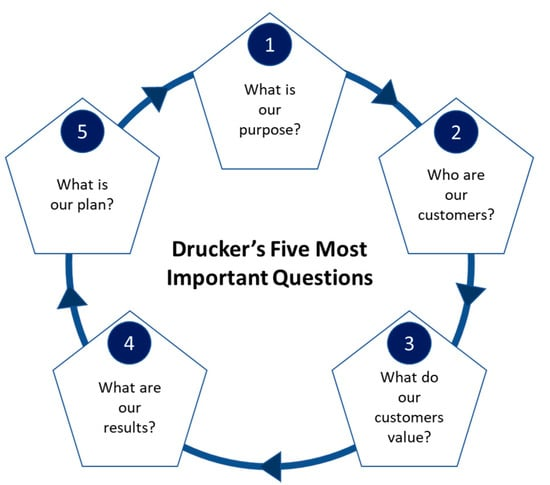 1
What is
our
purpose?
2
Who are
our
customers?
3
What do
our
customers
value?
4
What are
our
results?
5
What is
our plan?
Drucker's Five Most
Important Questions